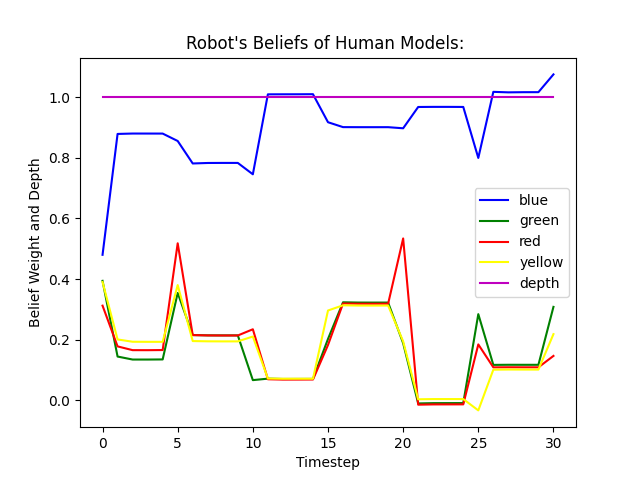 Robot's Beliefs of Human Models:
Belief Weight and Depth
1.0
0.8
0.6
0.4
0.2
0.0
blue
green
red
yellow
depth
0 5 10 15 20 25 30
Timestep